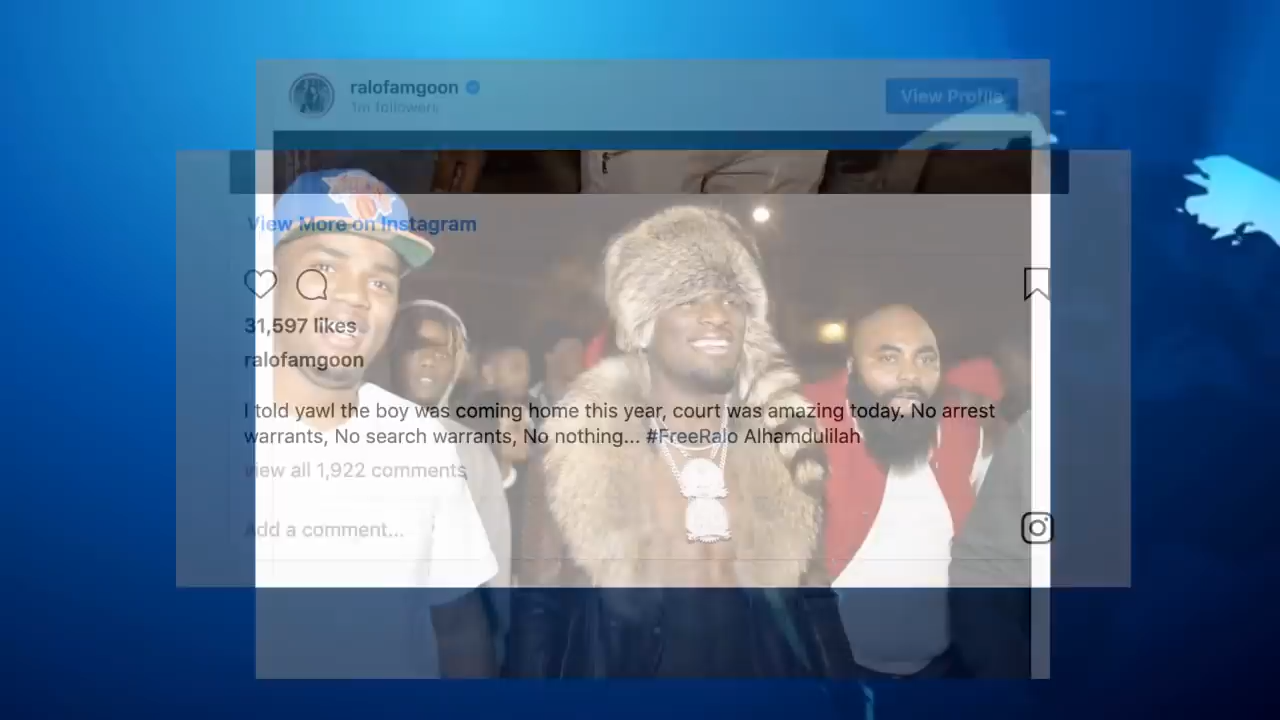 ralofamgoon
1m followers
View Profile
View More on Instagram
31,597 likes
ralofamgoon
I told yawl the boy was coming home this year, court was amazing today. No arrest
warrants, No search warrants, No nothing... #FreeRalo Alhamdulilah
view all 1,922 comments
Add a comment...